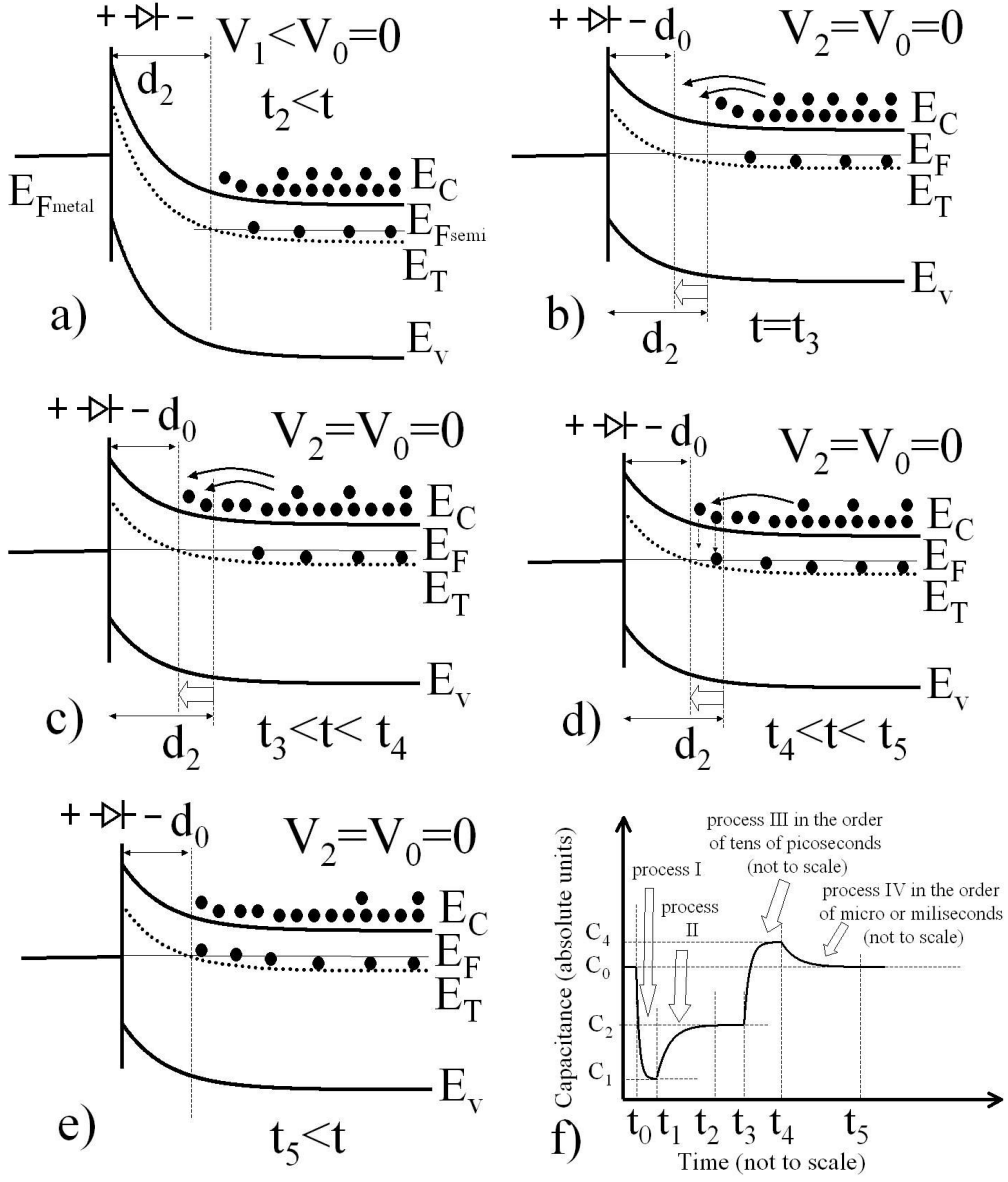 + -
V1<V0=0
d2
t2<t
EC
EFmetal
EFsemi
ET
a)
Ev
+ -
d0
V2=V0=0
EC
EF
ET
Ev
b)
d2
t=t3
+ -
d0
V2=V0=0
EC
EF
ET
Ev
c)
d2
t3<t< t4
+ -
d0
V2=V0=0
EC
EF
ET
Ev
d)
d2
t4<t< t5
+ -
d0
V2=V0=0
EC
EF
ET
Ev
e)
t5<t
process III in the order
of tens of picoseconds
(not to scale)
process I
process
II
process IV in the order
of micro or miliseconds
(not to scale)
Capacitance (absolute units)
C4
C0
C2
C1
t0 t1 t2 t3 t4 t5
f)
Time (not to scale)